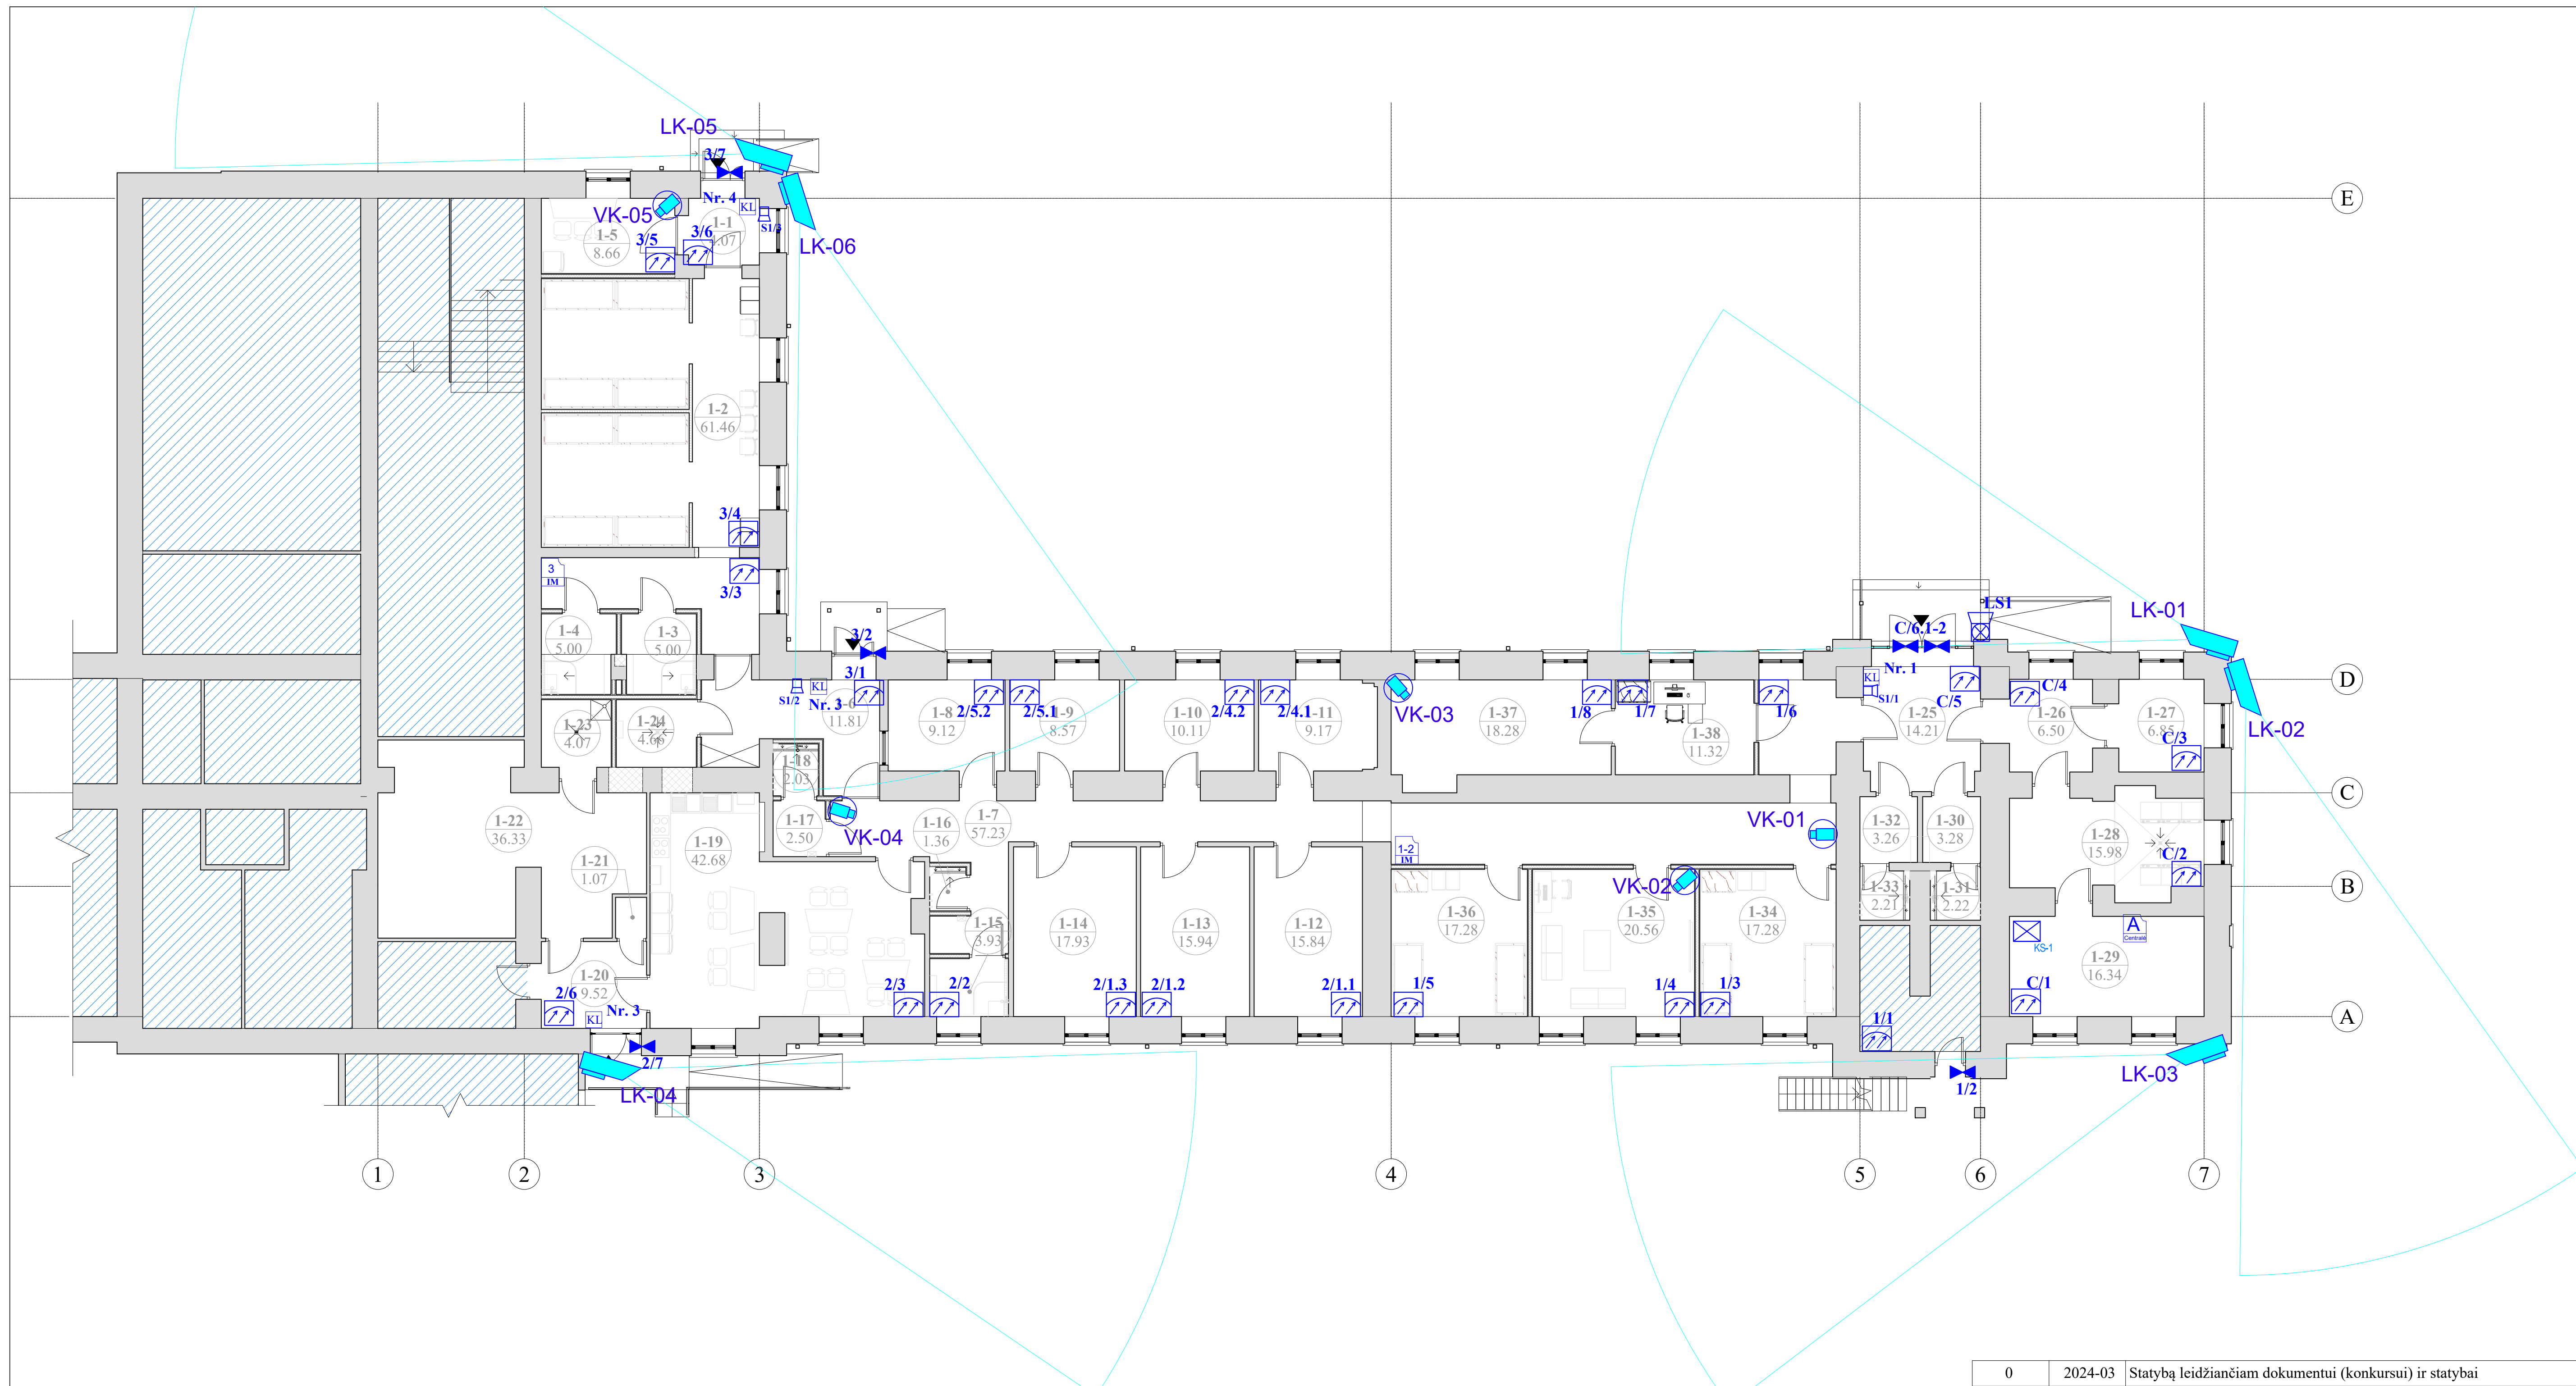 LK-05
3/7
Nr. 4
KL
VK-05
1-5
8.66
3/5
3/6
1-1
S1/3
LK-06
E
1-2
61.46
3/4
3
IM
3/3
1-4
5.00
1-3
5.00
3/2
3/1
KL
S1/2
Nr. 3
11.81
1-8
9.12
2/5.2
2/5.1
1-9
8.57
1-10
10.11
2/4.2
2/4.1
1-11
9.17
VK-03
1-37
18.28
1/8
1/7
1-38
11.32
1/6
C/6.1-2
LS1
Nr. 1
KL
S1/1
C/5
C/4
1-25
14.21
1-26
6.50
1-27
6.85
C/3
LK-01
LK-02
D
1-23
4.07
1-24
4.66
1-18
2.03
1-22
36.33
1-19
42.68
1-17
2.50
VK-04
1-16
1.36
1-7
57.23
1-2
IM
VK-01
1-32
3.26
1-30
3.28
1-28
15.98
C/2
C
1-21
1.07
VK-02
1-33
2.21
1-31
2.22
B
1-15
3.93
1-14
17.93
1-13
15.94
1-12
15.84
1-36
17.28
1-35
20.56
1-34
17.28
KS-1
A
Centralė
1-29
16.34
1-20
9.52
2/6
Nr. 3
KL
2/3
2/2
2/1.3
2/1.2
2/1.1
1/5
1/4
1/3
1/1
C/1
A
2/7
LK-04
1/2
LK-03
1
2
3
4
5
6
7
0 2024-03 Statybą leidžiančiam dokumentui (konkursui) ir statybai